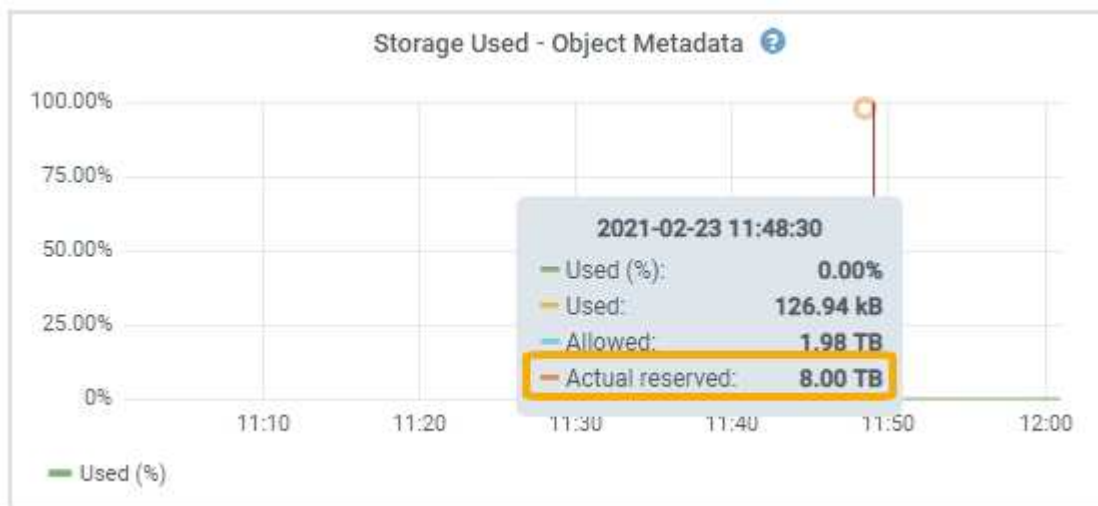 Storage Used - Object Metadata ?
100.00%
75.00%
50.00%
25.00%
0%
2021-02-23 11:48:30
Used (%): 0.00%
Used: 126.94 kB
Allowed: 1.98 TB
Actual reserved: 8.00 TB
11:10 11:20 11:30 11:40 11:50 12:00
Used (%)